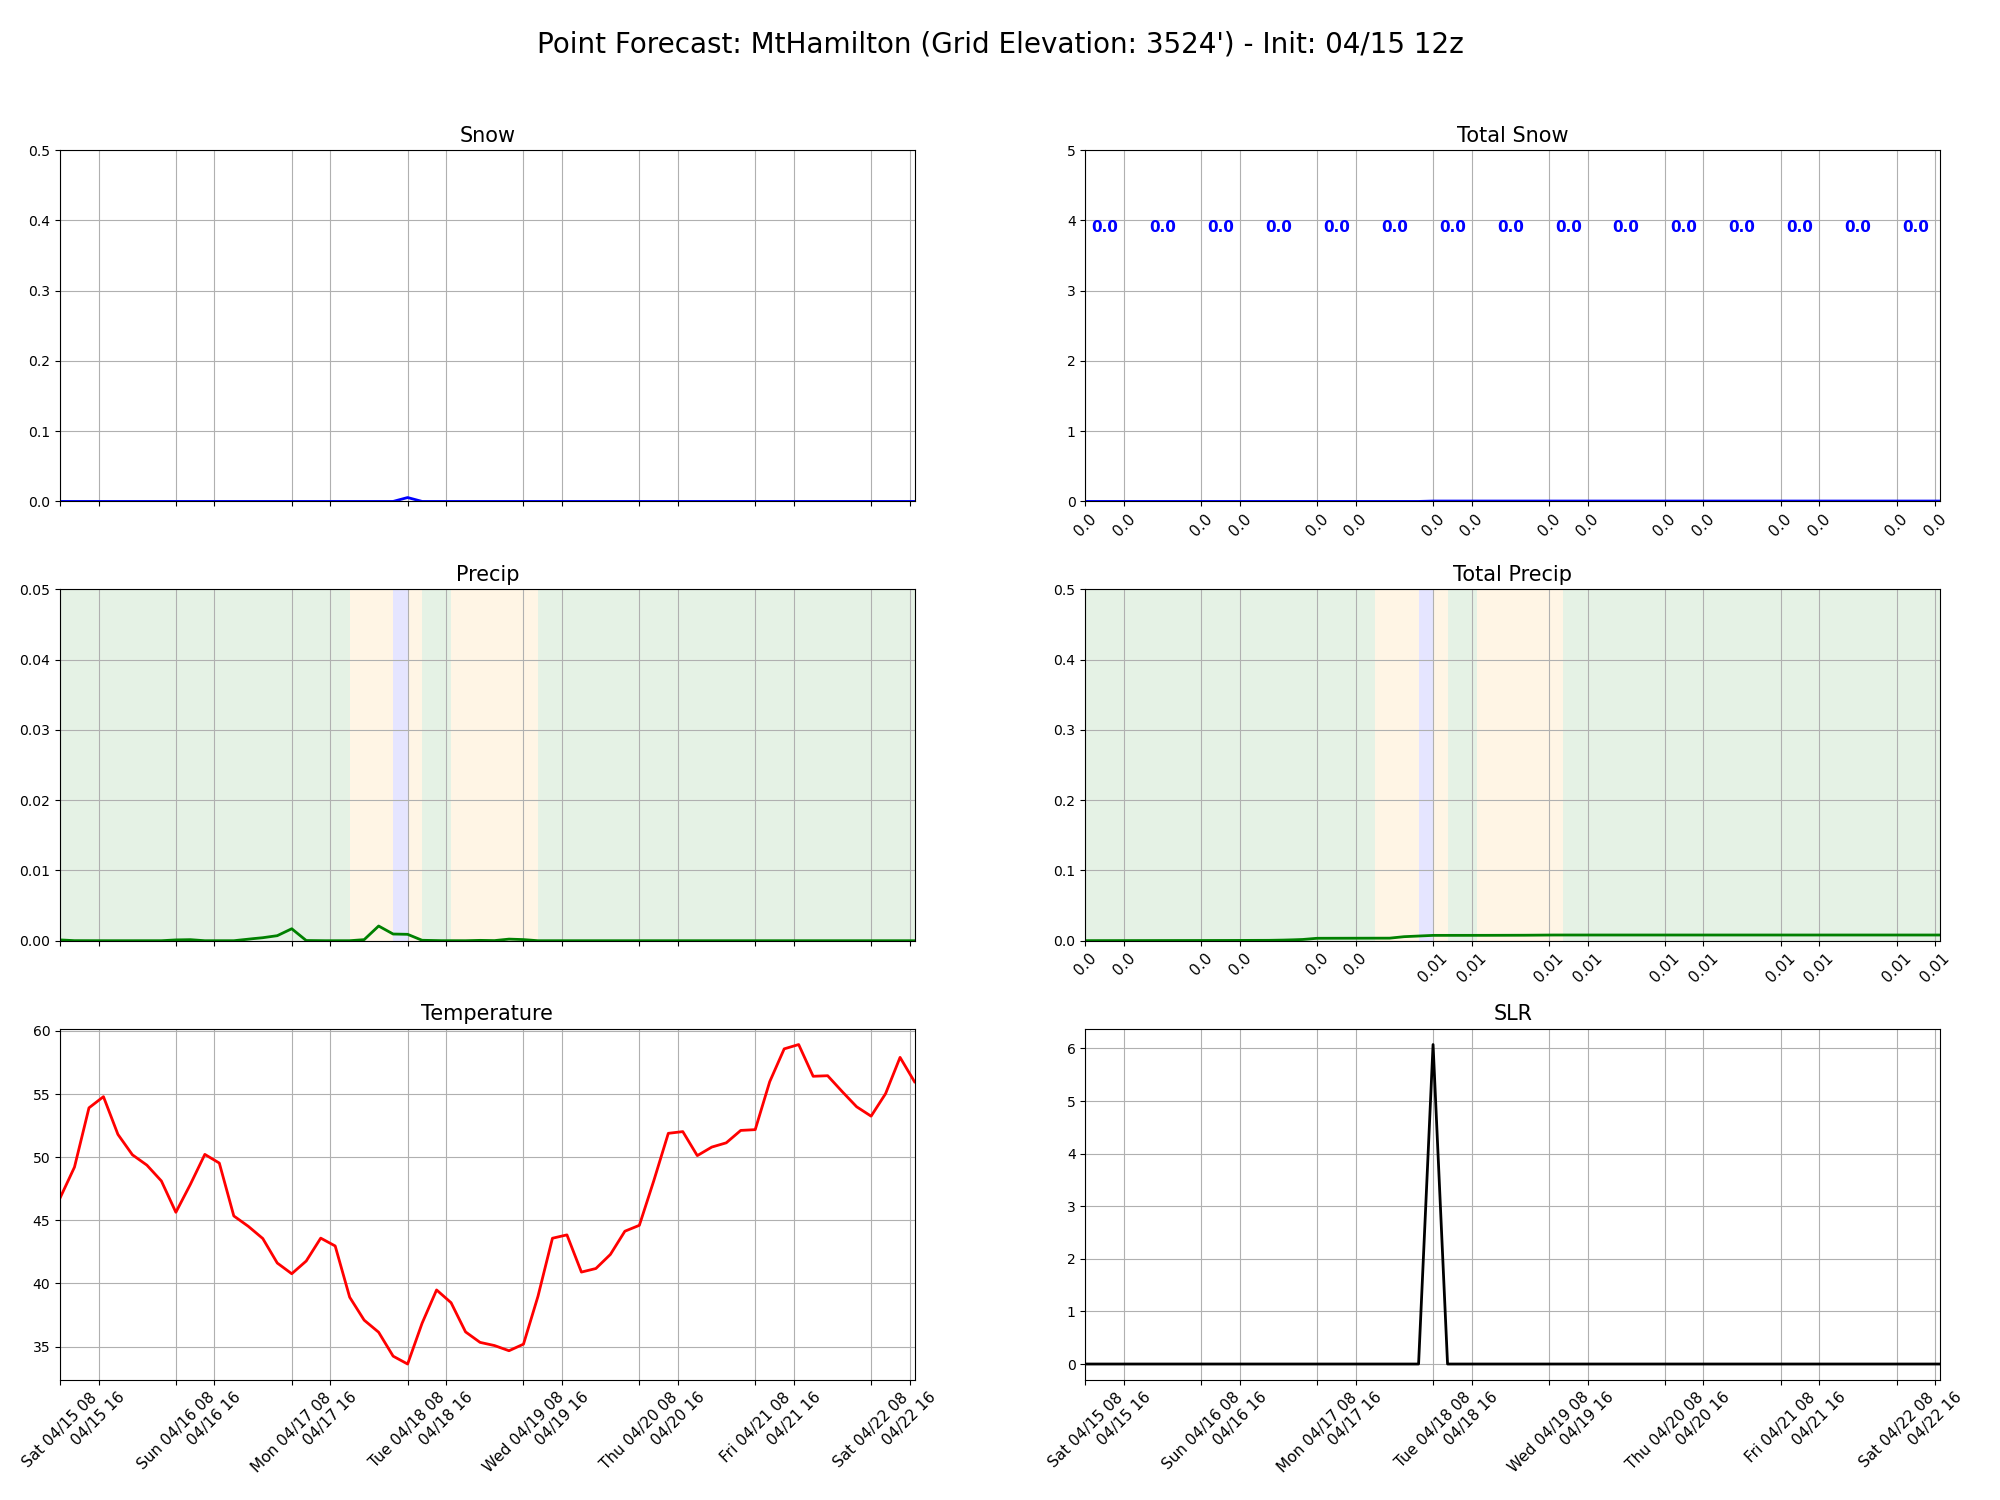 Point Forecast: MtHamilton (Grid Elevation: 3524') - Init: 04/15 12z
Snow
0.5
0.4
0.3
0.2
0.1
0.0
Total Snow
5
4
3
2
1
0
0.0 0.0 0.0 0.0 0.0 0.0 0.0 0.0 0.0 0.0 0.0 0.0 0.0 0.0 0.0
0.0 0.0 0.0 0.0 0.0 0.0 0.0 0.0 0.0 0.0 0.0 0.0 0.0 0.0 0.0 0.0
Precip
0.05
0.04
0.03
0.02
0.01
0.00
Total Precip
0.5
0.4
0.3
0.2
0.1
0.0
0.0 0.0 0.0 0.0 0.0 0.0 0.01 0.01 0.01 0.01 0.01 0.01 0.01 0.01 0.01 0.01
Temperature
60
55
50
45
40
35
Sat 04/15 08
04/15 16
Sun 04/16 08
04/16 16
Mon 04/17 08
04/17 16
Tue 04/18 08
04/18 16
Wed 04/19 08
04/19 16
Thu 04/20 08
04/20 16
Fri 04/21 08
04/21 16
Sat 04/22 08
04/22 16
SLR
6
5
4
3
2
1
0
Sat 04/15 08
04/15 16
Sun 04/16 08
04/16 16
Mon 04/17 08
04/17 16
Tue 04/18 08
04/18 16
Wed 04/19 08
04/19 16
Thu 04/20 08
04/20 16
Fri 04/21 08
04/21 16
Sat 04/22 08
04/22 16